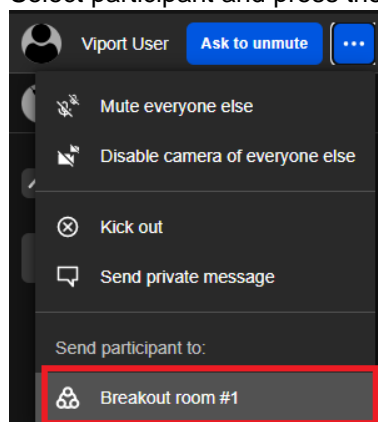 Select participant and press the
Viport User Ask to unmute ...
Mute everyone else
Disable camera of everyone else
Kick out
Send private message
Send participant to:
Breakout room #1